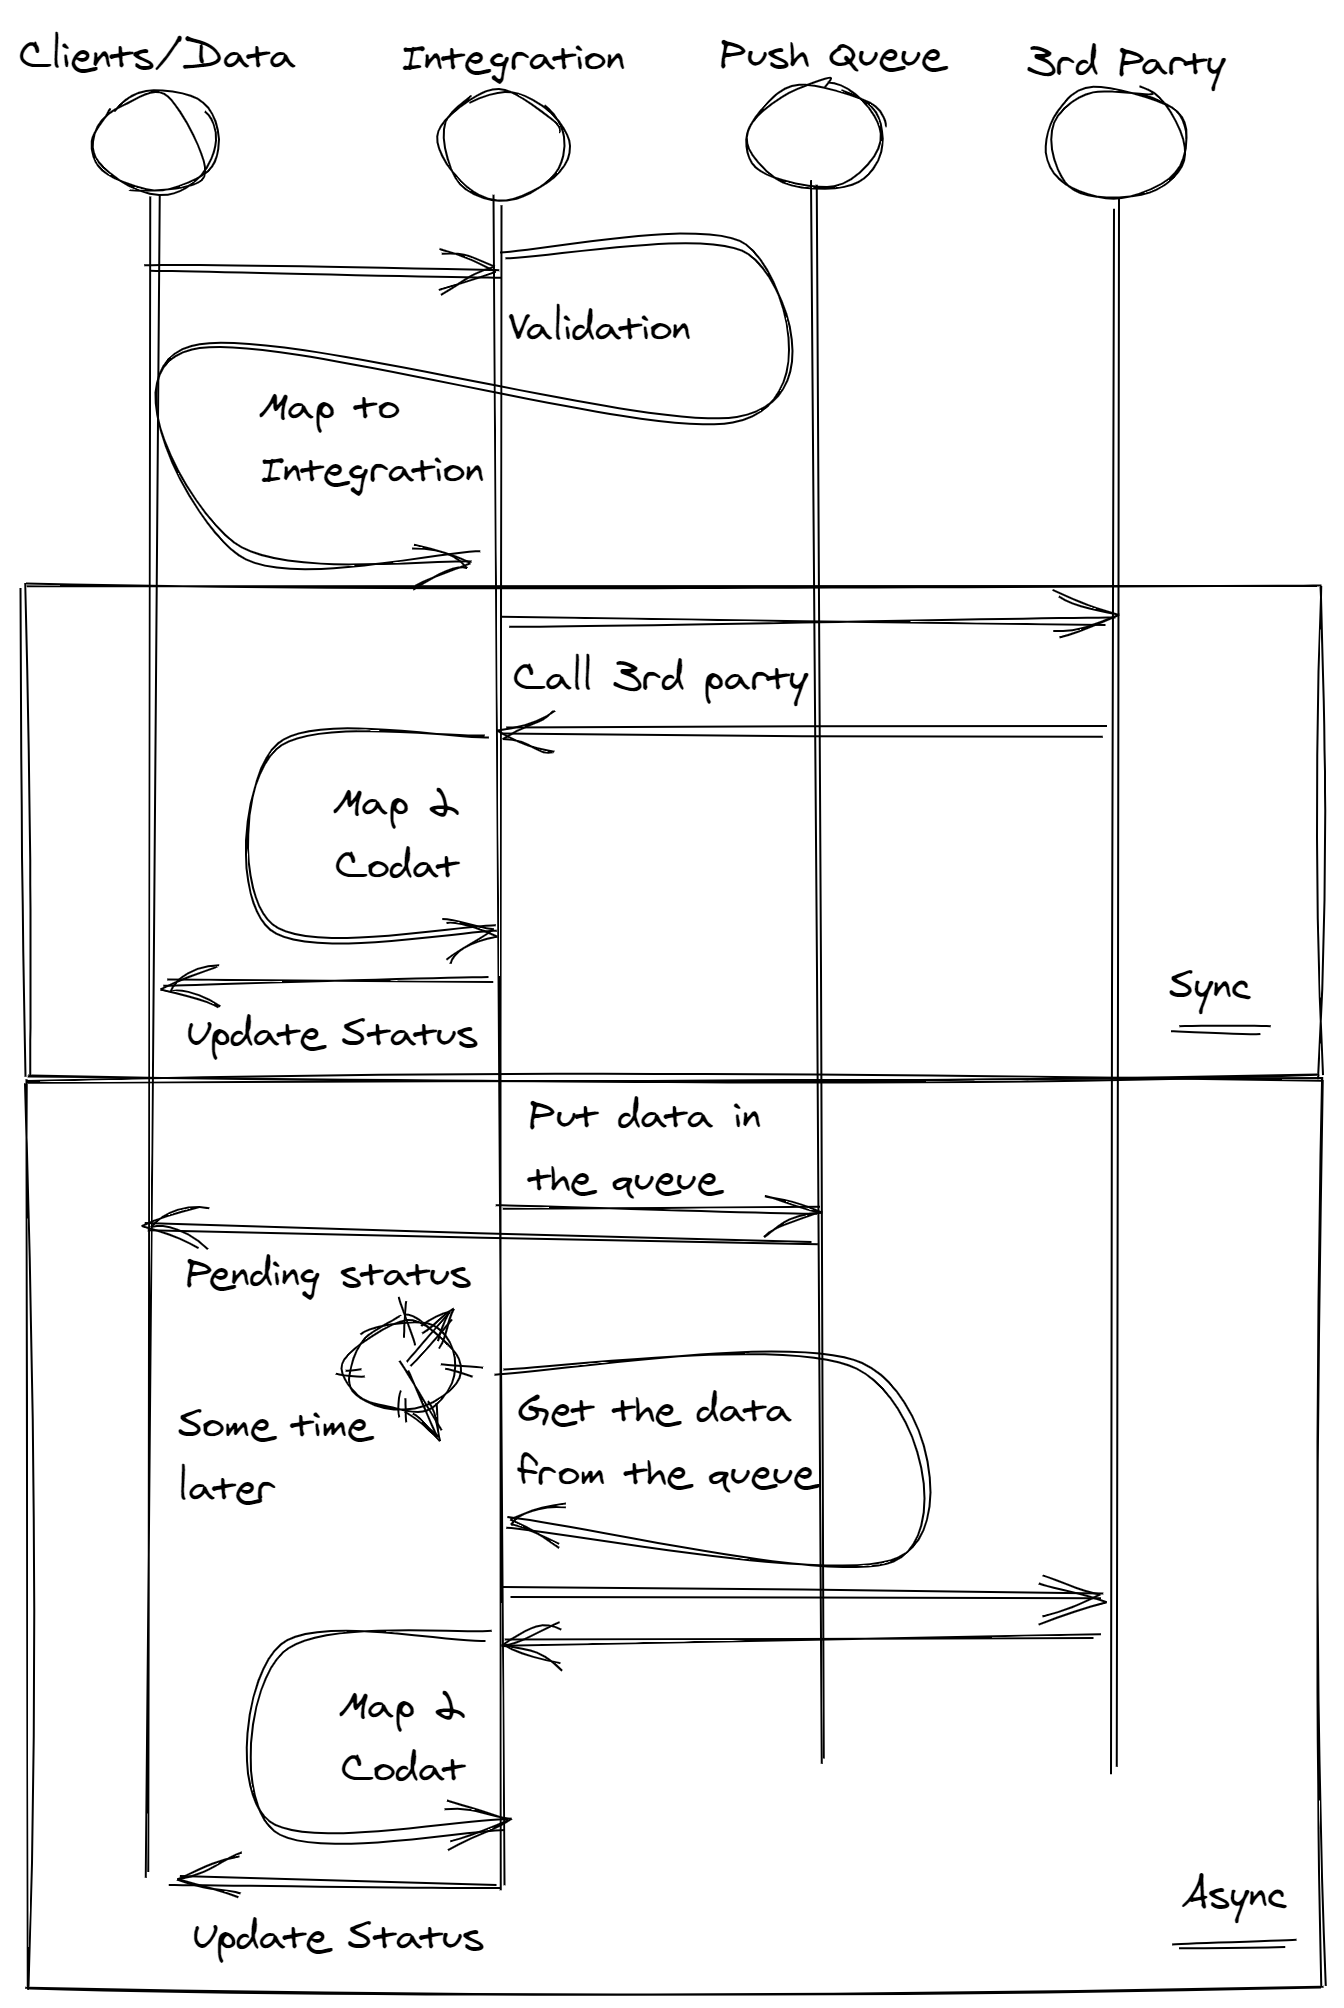 Clients/Data
Integration
Push Queue
3rd Party
Validation
Map to
Integration
Call 3rd party
Map 2
Codat
Sync
Update Status
Put data in
the queue
Pending status
Get the data
from the queue
Some time
later
Map 2
Codat
Async
Update Status